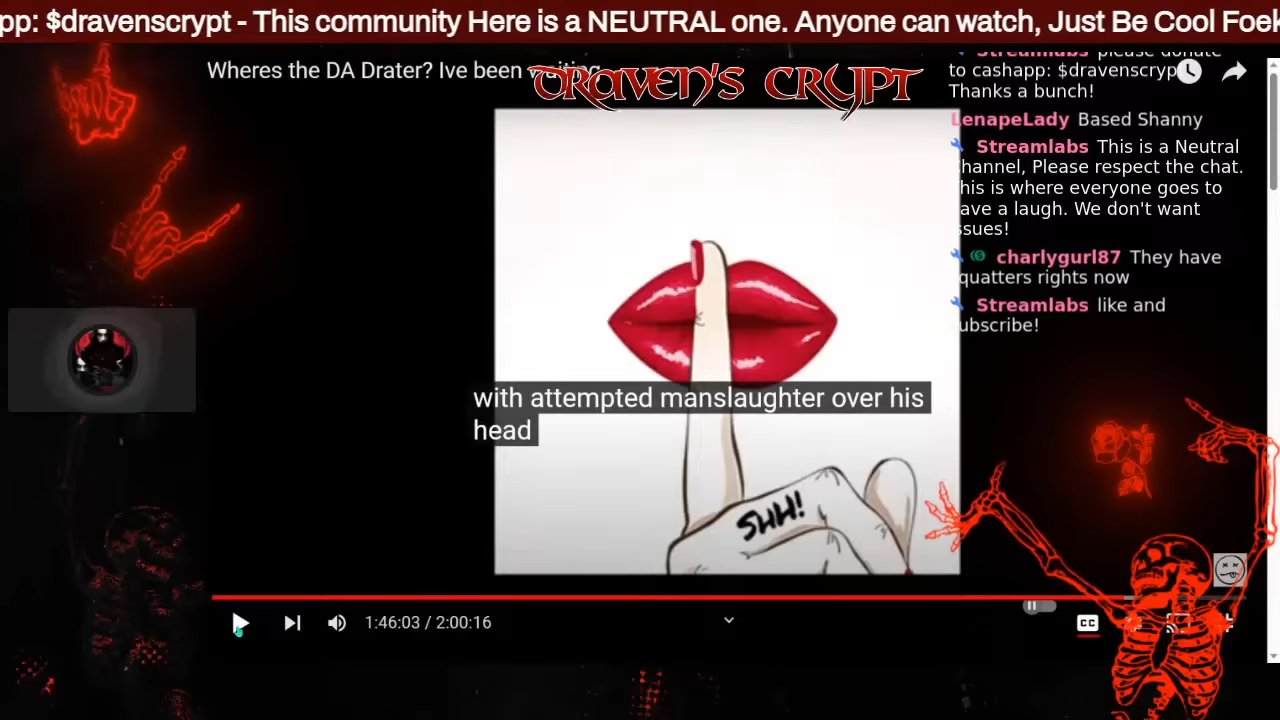 pp: $dravenscrypt - This community Here is a NEUTRAL one. Anyone can watch, Just Be Cool Foek
Wheres the DA Drater? Ive been waiting
DRAVEN'S CRYPT
Streamlabs please donate
to cashapp: $dravenscryp
Thanks a bunch!
LenapeLady Based Shanny
Streamlabs This is a Neutral
hannel, Please respect the chat.
his is where everyone goes to
ave a laugh. We don't want
ssues!
charlygurl87 They have
quatters rights now
Streamlabs like and
ubscribe!
with attempted manslaughter over his
head
SHH!
1:46:03 / 2:00:16
CC